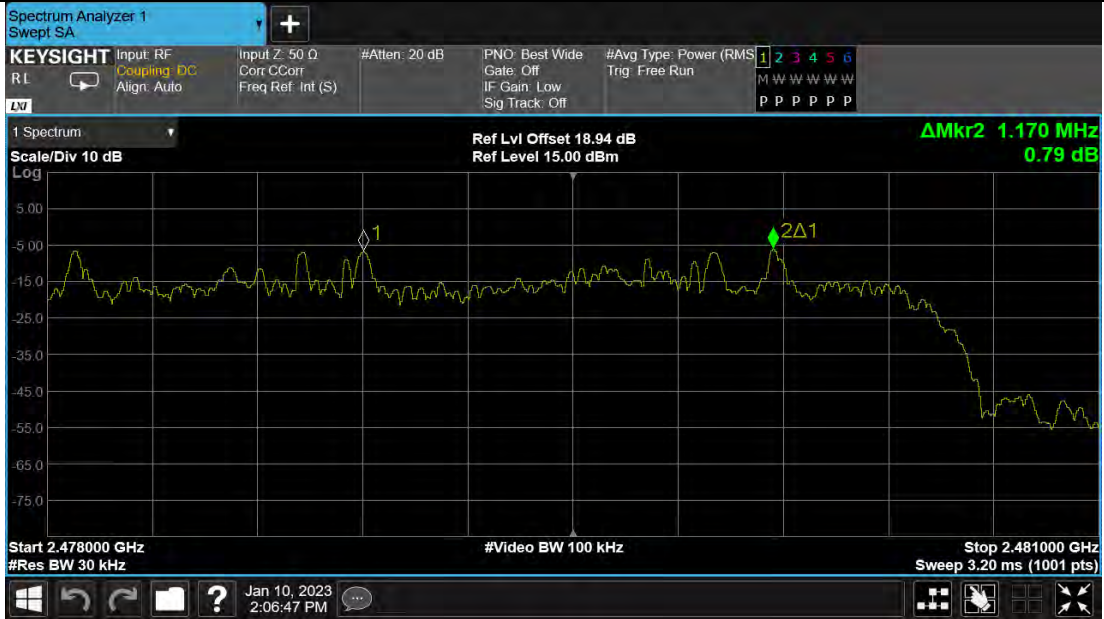 Spectrum Analyzer 1
Swept SA
+
KEYSIGHT
R L
LXI
Input: RF
Coupling: DC
Align: Auto
Input Z: 50 Ω
Corr CCorr
Freq Ref: Int (S)
#Atten: 20 dB
PNO: Best Wide
Gate: Off
IF Gain: Low
Sig Track: Off
#Avg Type: Power (RMS
Trig: Free Run
1 2 3 4 5 6
M W W W W W
P P P P P P
1 Spectrum
Scale/Div 10 dB
Log
Ref Lvl Offset 18.94 dB
Ref Level 15.00 dBm
ΔMkr2 1.170 MHz
0.79 dB
5.00
-5.00
-15.0
-25.0
-35.0
-45.0
-55.0
-65.0
-75.0
1
2Δ1
Start 2.478000 GHz
#Res BW 30 kHz
#Video BW 100 kHz
Stop 2.481000 GHz
Sweep 3.20 ms (1001 pts)
?
Jan 10, 2023
2:06:47 PM